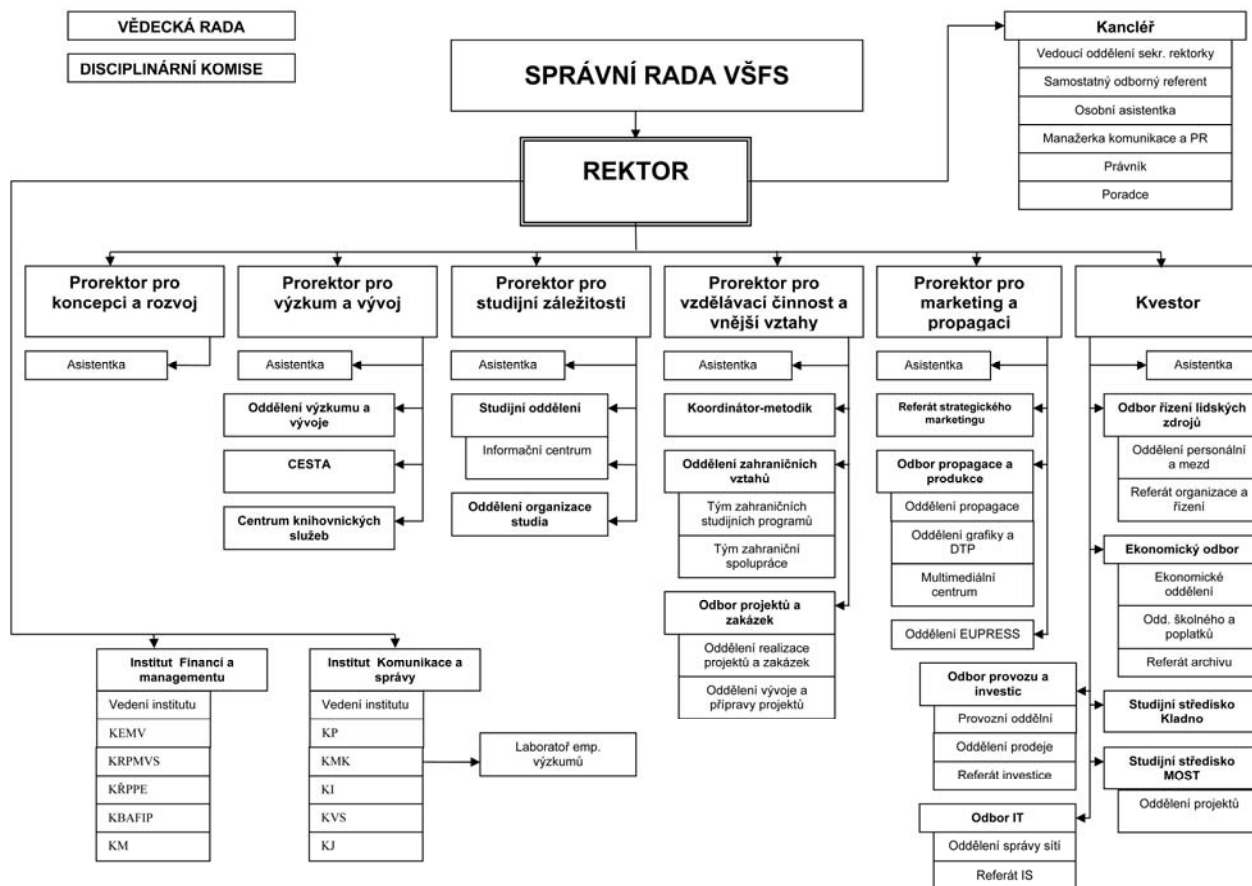 VĚDECKÁ RADA
DISCIPLINÁRNÍ KOMISE
SPRÁVNÍ RADA VŠFS
REKTOR
Kancléř
Vedoucí oddělení sekr. rektorky
Samostatný odborný referent
Osobní asistentka
Manažerka komunikace a PR
Právník
Poradce
Prorektor pro
koncepci a rozvoj
Asistentka
Prorektor pro
výzkum a vývoj
Asistentka
Oddělení výzkumu a
vývoje
CESTA
Centrum knihovnických
služeb
Prorektor pro
studijní záležitosti
Asistentka
Studijní oddělení
Informační centrum
Oddělení organizace
studia
Prorektor pro
vzdělávací činnost a
vnější vztahy
Asistentka
Koordinátor-metodik
Oddělení zahraničních
vztahů
Tým zahraničních
studijních programů
Tým zahraniční
spolupráce
Odbor projektů a
zakázek
Oddělení realizace
projektů a zakázek
Oddělení vývoje a
přípravy projektů
Prorektor pro
marketing a
propagaci
Asistentka
Referát strategického
marketingu
Odbor propagace a
produkce
Oddělení propagace
Oddělení grafiky a
DTP
Multimediální
centrum
Oddělení EUPRESS
Kvestor
Asistentka
Odbor řízení lidských
zdrojů
Oddělení personální
a mezd
Referát organizace a
řízení
Ekonomický odbor
Ekonomické
oddělení
Odd. školného a
poplatků
Referát archivu
Studijní středisko
Kladno
Studijní středisko
MOST
Oddělení projektů
Odbor provozu a
investic
Provozní oddělní
Oddělení prodeje
Referát investice
Odbor IT
Oddělení správy sítí
Referát IS
Institut Financí a
managementu
Vedení institutu
KEMV
KRPMVS
KŘPPE
KBAFIP
KM
Institut Komunikace a
správy
Vedení institutu
KP
KMK
KI
KVS
KJ
Laboratoř emp.
výzkumů